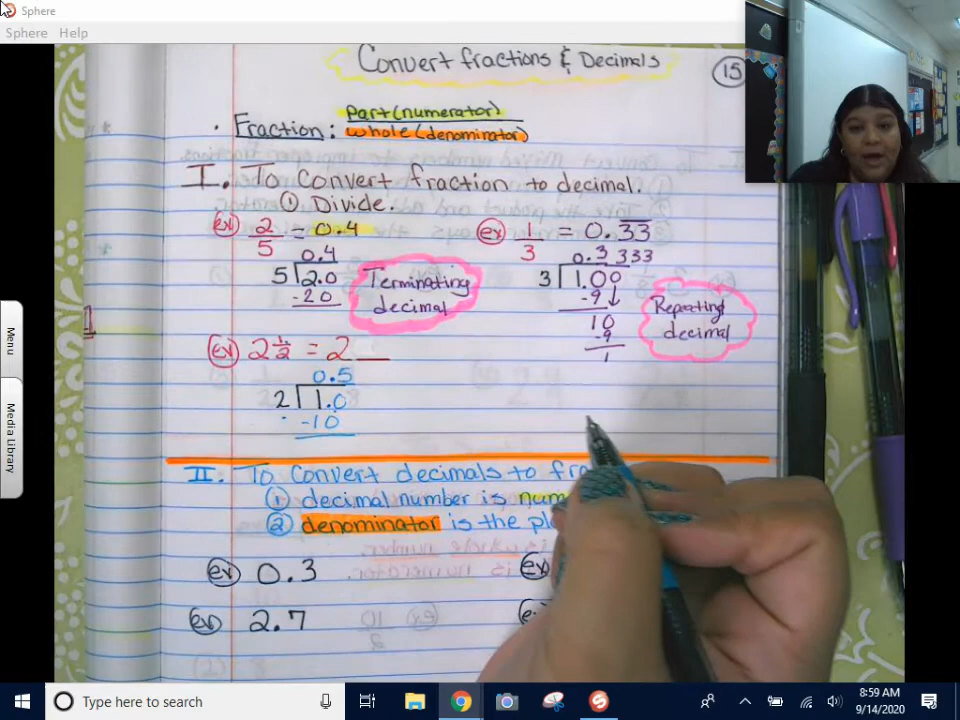 Sphere
Sphere Help
Convert fractions & Decimals
15
· Fraction: part(numerator)
whole(denominator)
I. To Convert fraction to decimal.
① Divide.
ex 2/5 = 0.4
ex 1/3 = 0.33
0.4
5 2.0
-20
Terminating
decimal
0.3333
3 1.00
-9↓
10
-9
1
Repeating
decimal
ex 2 1/2 = 2 __
0.5
2 1.0
-10
II. To Convert decimals to fra
① decimal number is num
② denominator is the pl
ex 0.3
ex
ex 2.7
Menu
Media Library
Type here to search
8:59 AM
9/14/2020